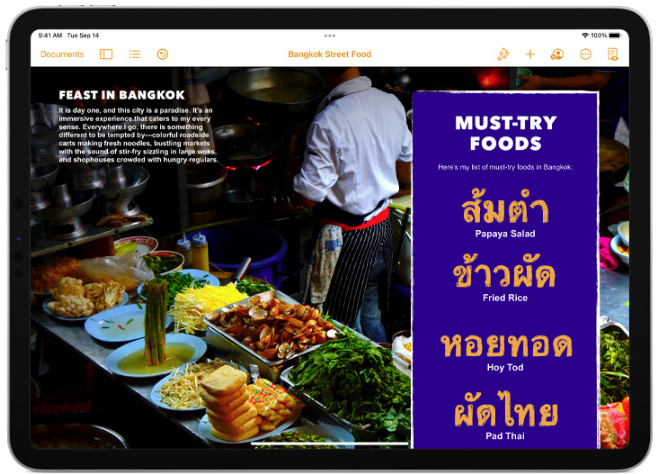 9:41 AM Tue Sep 14
100%
Documents
Bangkok Street Food
FEAST IN BANGKOK
It is day one, and this city is a paradise. It's an
immersive experience that caters to my every
sense. Everywhere I go, there is something
different to be tempted by—colorful roadside
carts making fresh noodles, bustling markets
with the sound of stir-fry sizzling in large woks,
and shophouses crowded with hungry regulars.
MUST-TRY
FOODS
Here's my list of must-try foods in Bangkok:
ส้มตำ
Papaya Salad
ข้าวผัด
Fried Rice
หอยทอด
Hoy Tod
ผัดไทย
Pad Thai